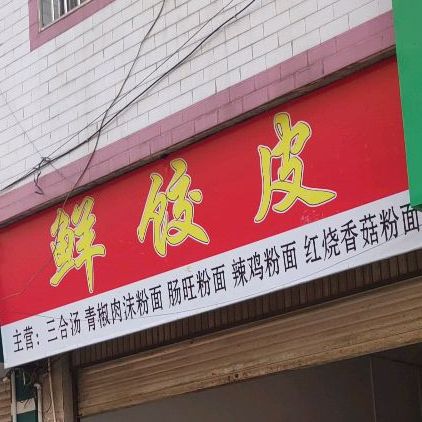 鲜饺皮
主营：三合汤 青椒肉沫粉面 肠旺粉面 辣鸡粉面 红烧香菇粉面